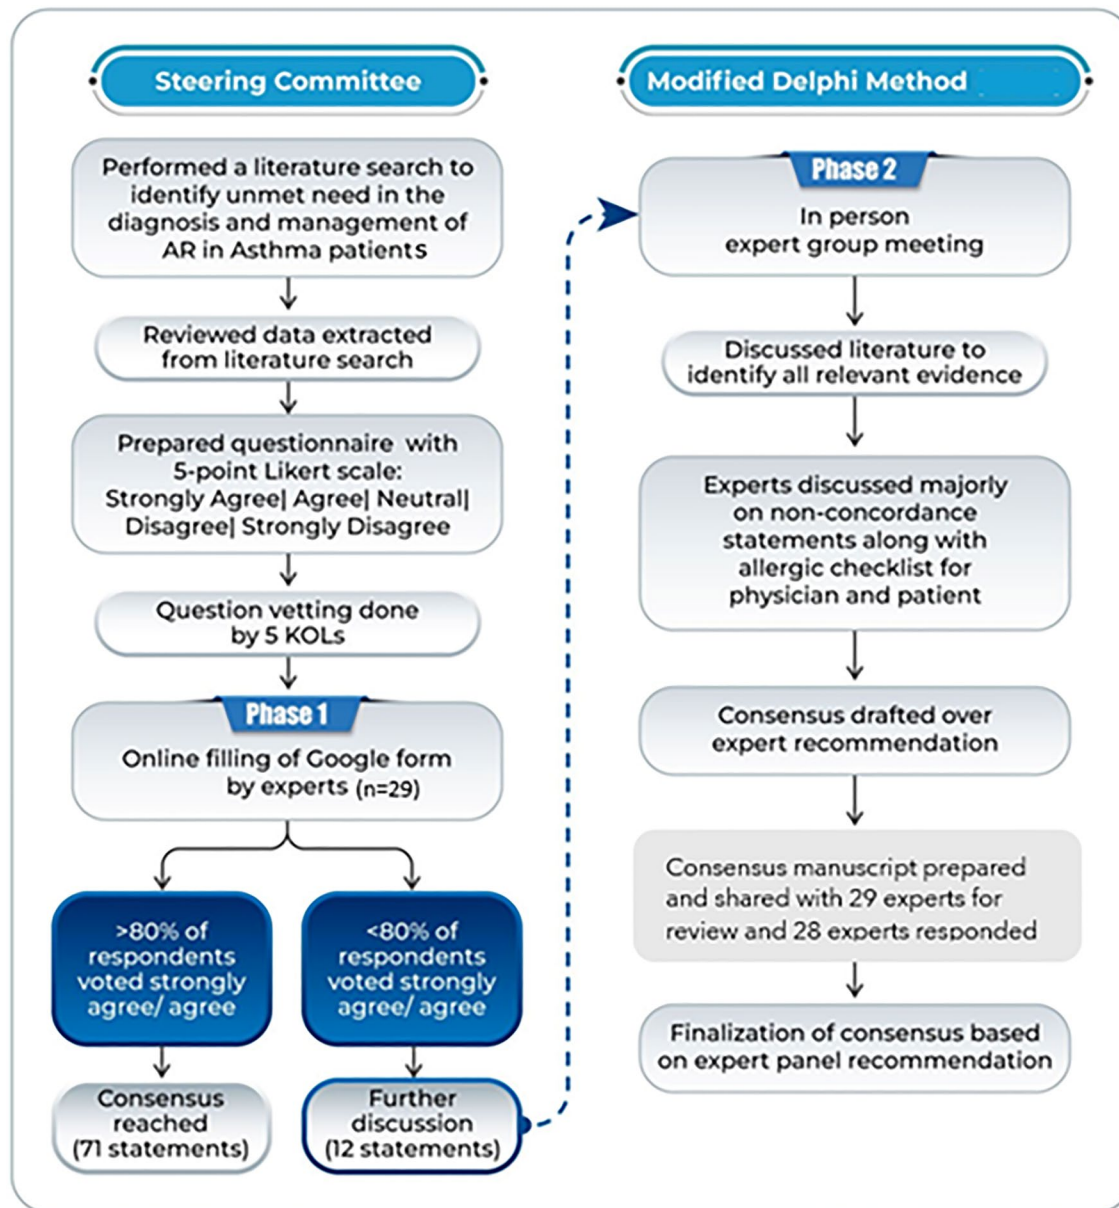 Steering Committee
Performed a literature search to
identify unmet need in the
diagnosis and management of
AR in Asthma patients
Reviewed data extracted
from literature search
Prepared questionnaire with
5-point Likert scale:
Strongly Agree| Agree| Neutral|
Disagree| Strongly Disagree
Question vetting done
by 5 KOLs
Phase 1
Online filling of Google form
by experts (n=29)
>80% of
respondents
voted strongly
agree/ agree
<80% of
respondents
voted strongly
agree/ agree
Consensus
reached
(71 statements)
Further
discussion
(12 statements)
Modified Delphi Method
Phase 2
In person
expert group meeting
Discussed literature to
identify all relevant evidence
Experts discussed majorly
on non-concordance
statements along with
allergic checklist for
physician and patient
Consensus drafted over
expert recommendation
Consensus manuscript prepared
and shared with 29 experts for
review and 28 experts responded
Finalization of consensus based
on expert panel recommendation